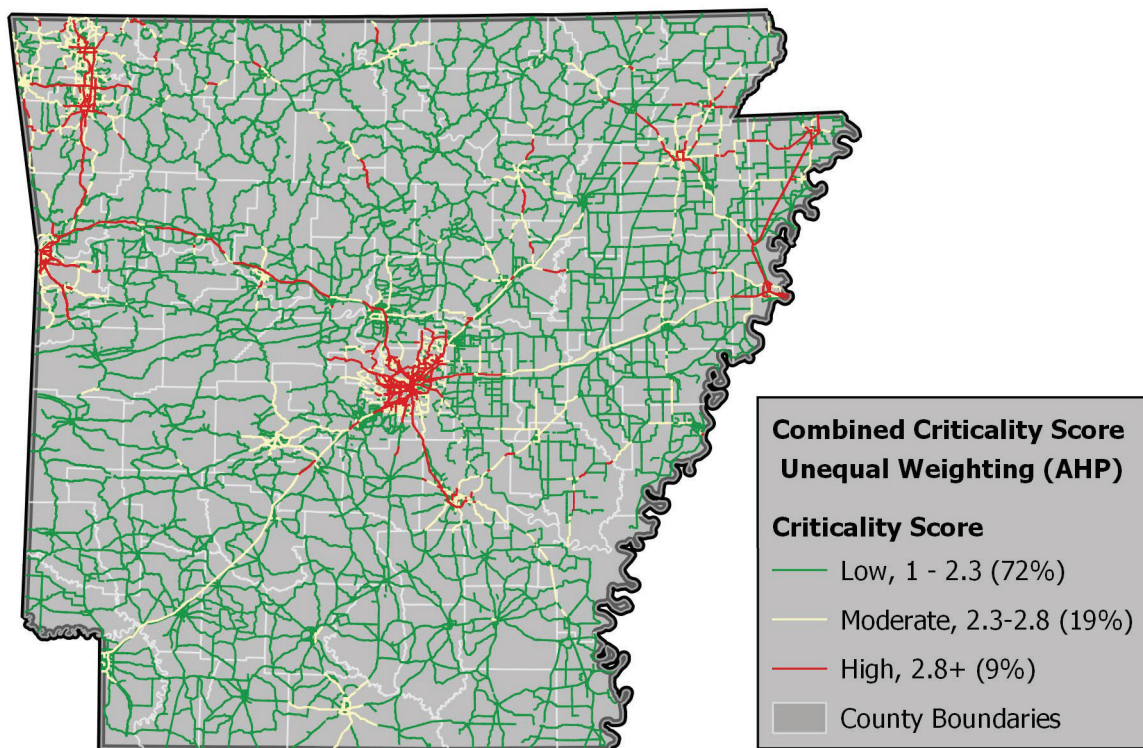 Combined Criticality Score
Unequal Weighting (AHP)
Criticality Score
Low, 1 - 2.3 (72%)
Moderate, 2.3-2.8 (19%)
High, 2.8+ (9%)
County Boundaries